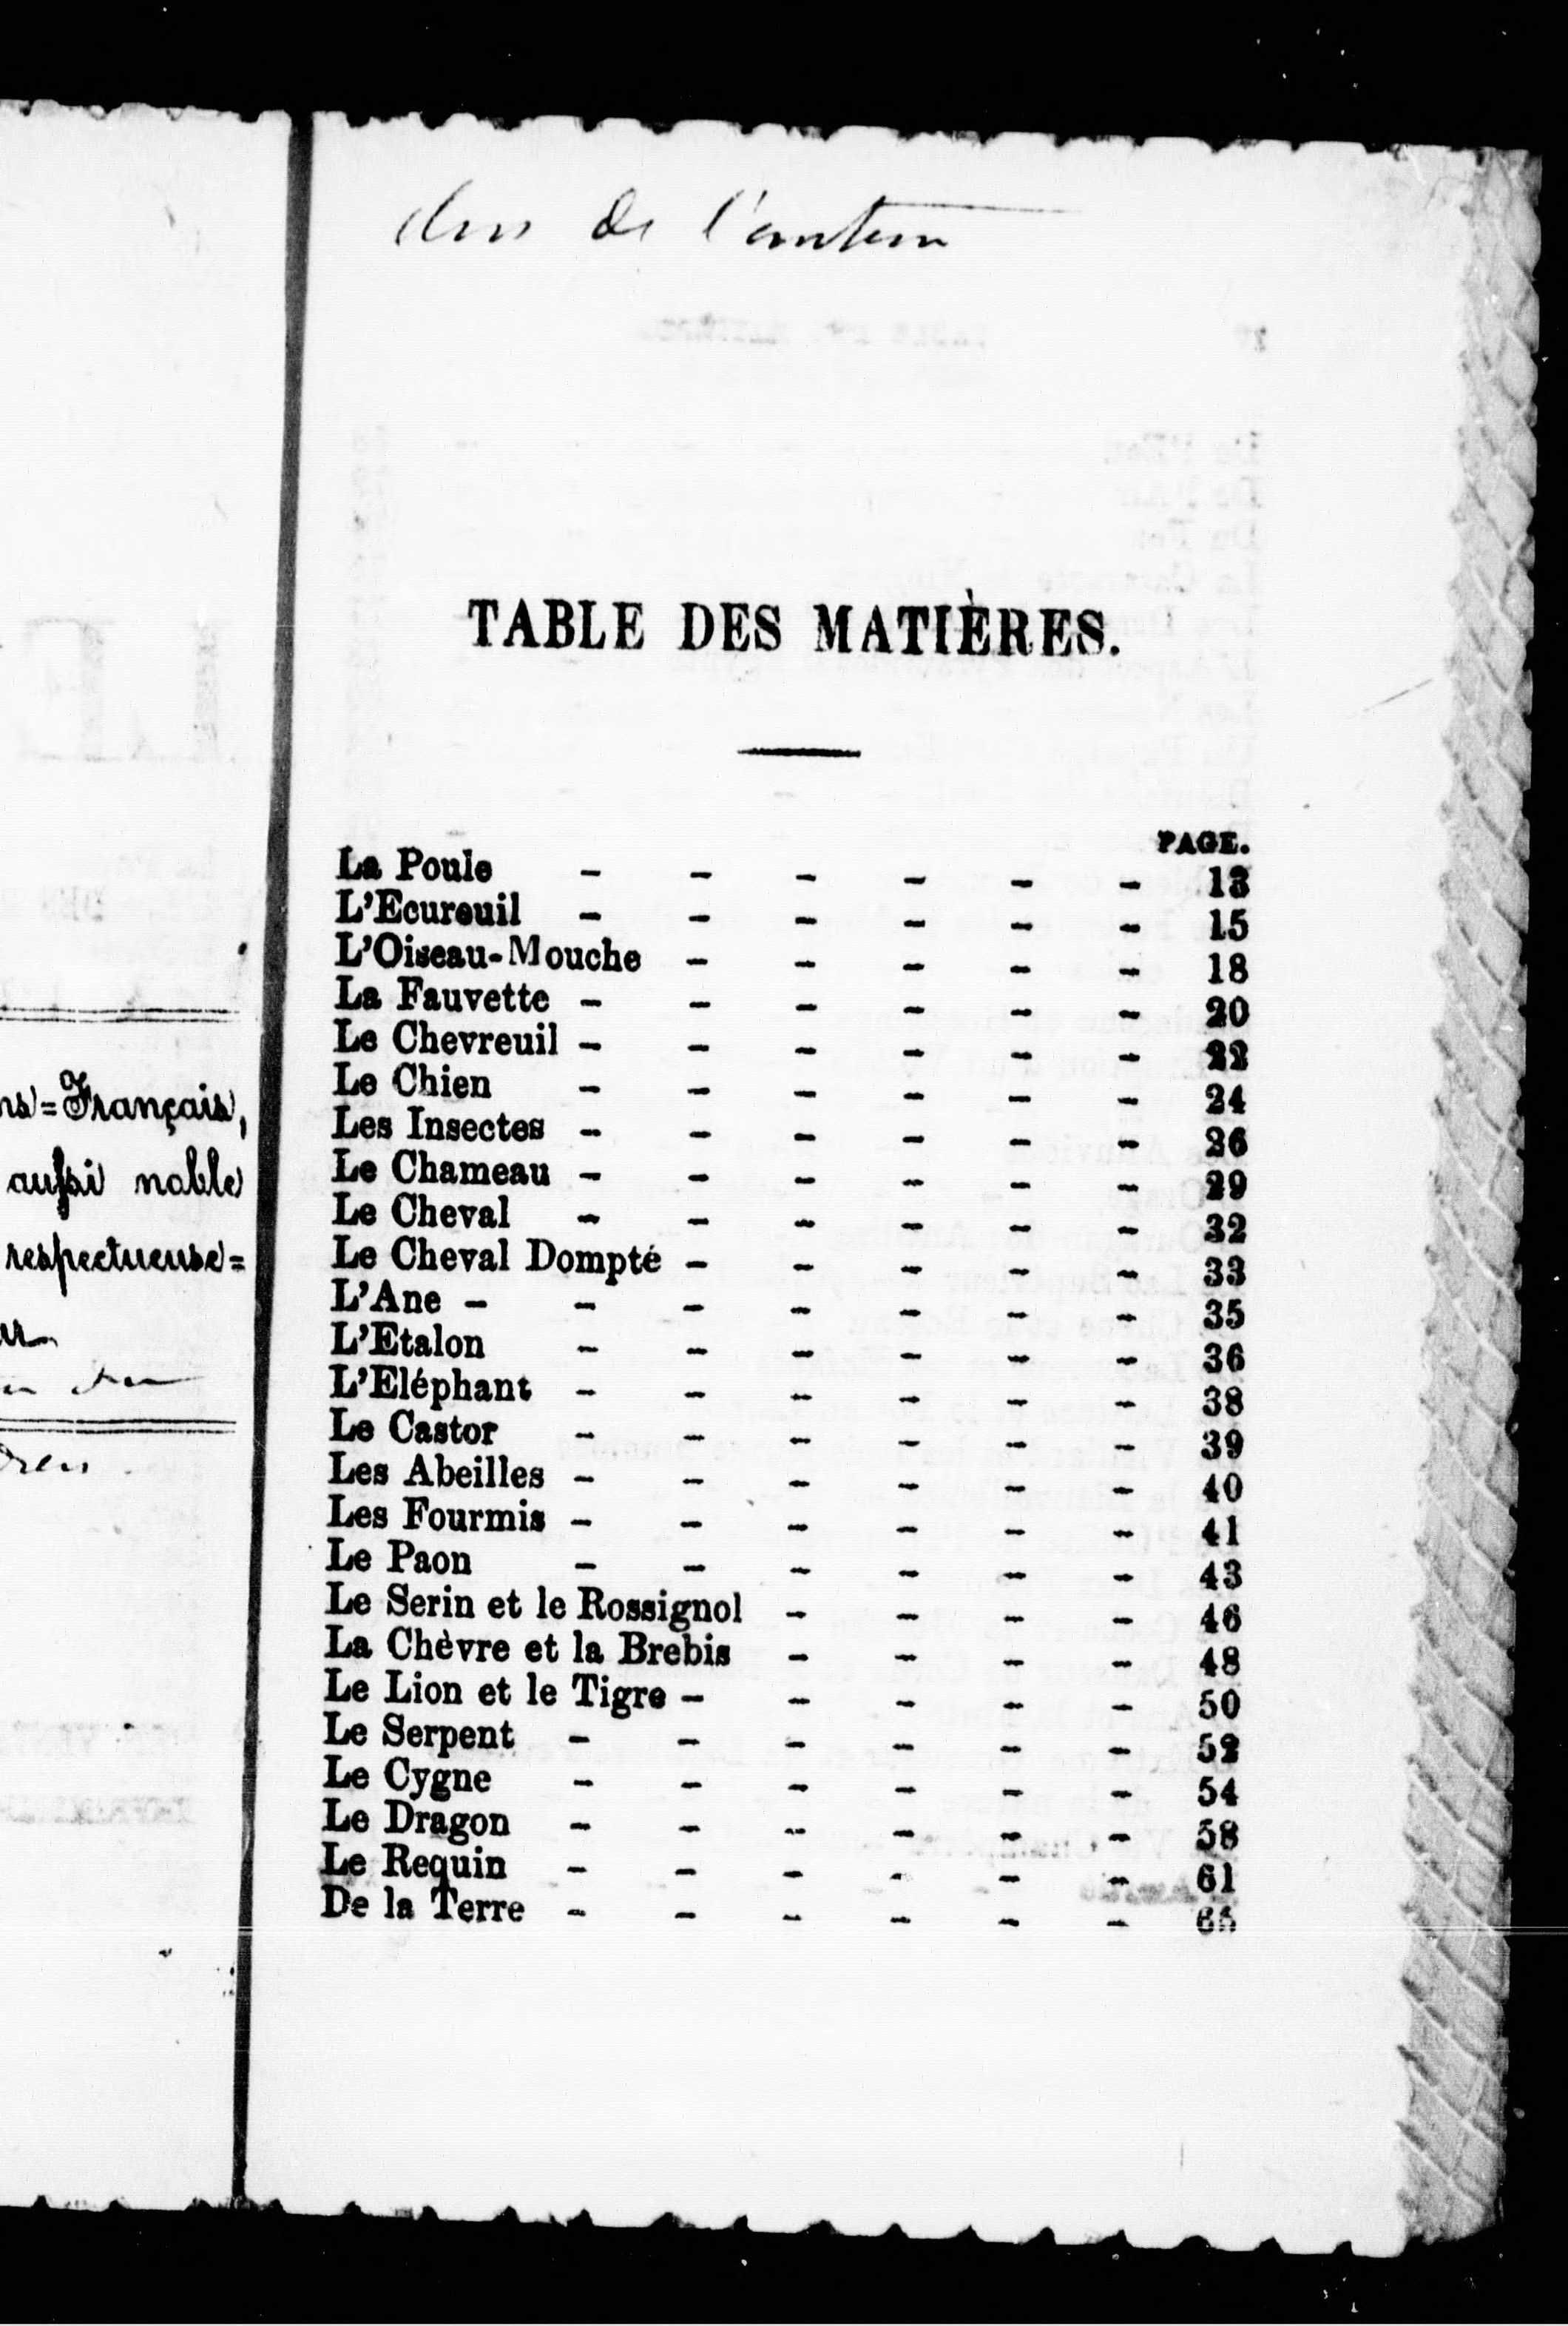 ns=Français,
aussi noble
respectueuse=
de l'auteur
TABLE DES MATIÈRES.
PAGE.
La Poule - - - - - - 13
L'Ecureuil - - - - - - 15
L'Oiseau-Mouche - - - - - 18
La Fauvette - - - - - - 20
Le Chevreuil - - - - - - 22
Le Chien - - - - - - 24
Les Insectes - - - - - - 26
Le Chameau - - - - - - 29
Le Cheval - - - - - - 32
Le Cheval Dompté - - - - - 33
L'Ane - - - - - - - 35
L'Etalon - - - - - - 36
L'Eléphant - - - - - - 38
Le Castor - - - - - - 39
Les Abeilles - - - - - - 40
Les Fourmis - - - - - - 41
Le Paon - - - - - - 43
Le Serin et le Rossignol - - - - 46
La Chèvre et la Brebis - - - - 48
Le Lion et le Tigre - - - - - 50
Le Serpent - - - - - - 52
Le Cygne - - - - - - 54
Le Dragon - - - - - - 58
Le Requin - - - - - - 61
De la Terre - - - - - -